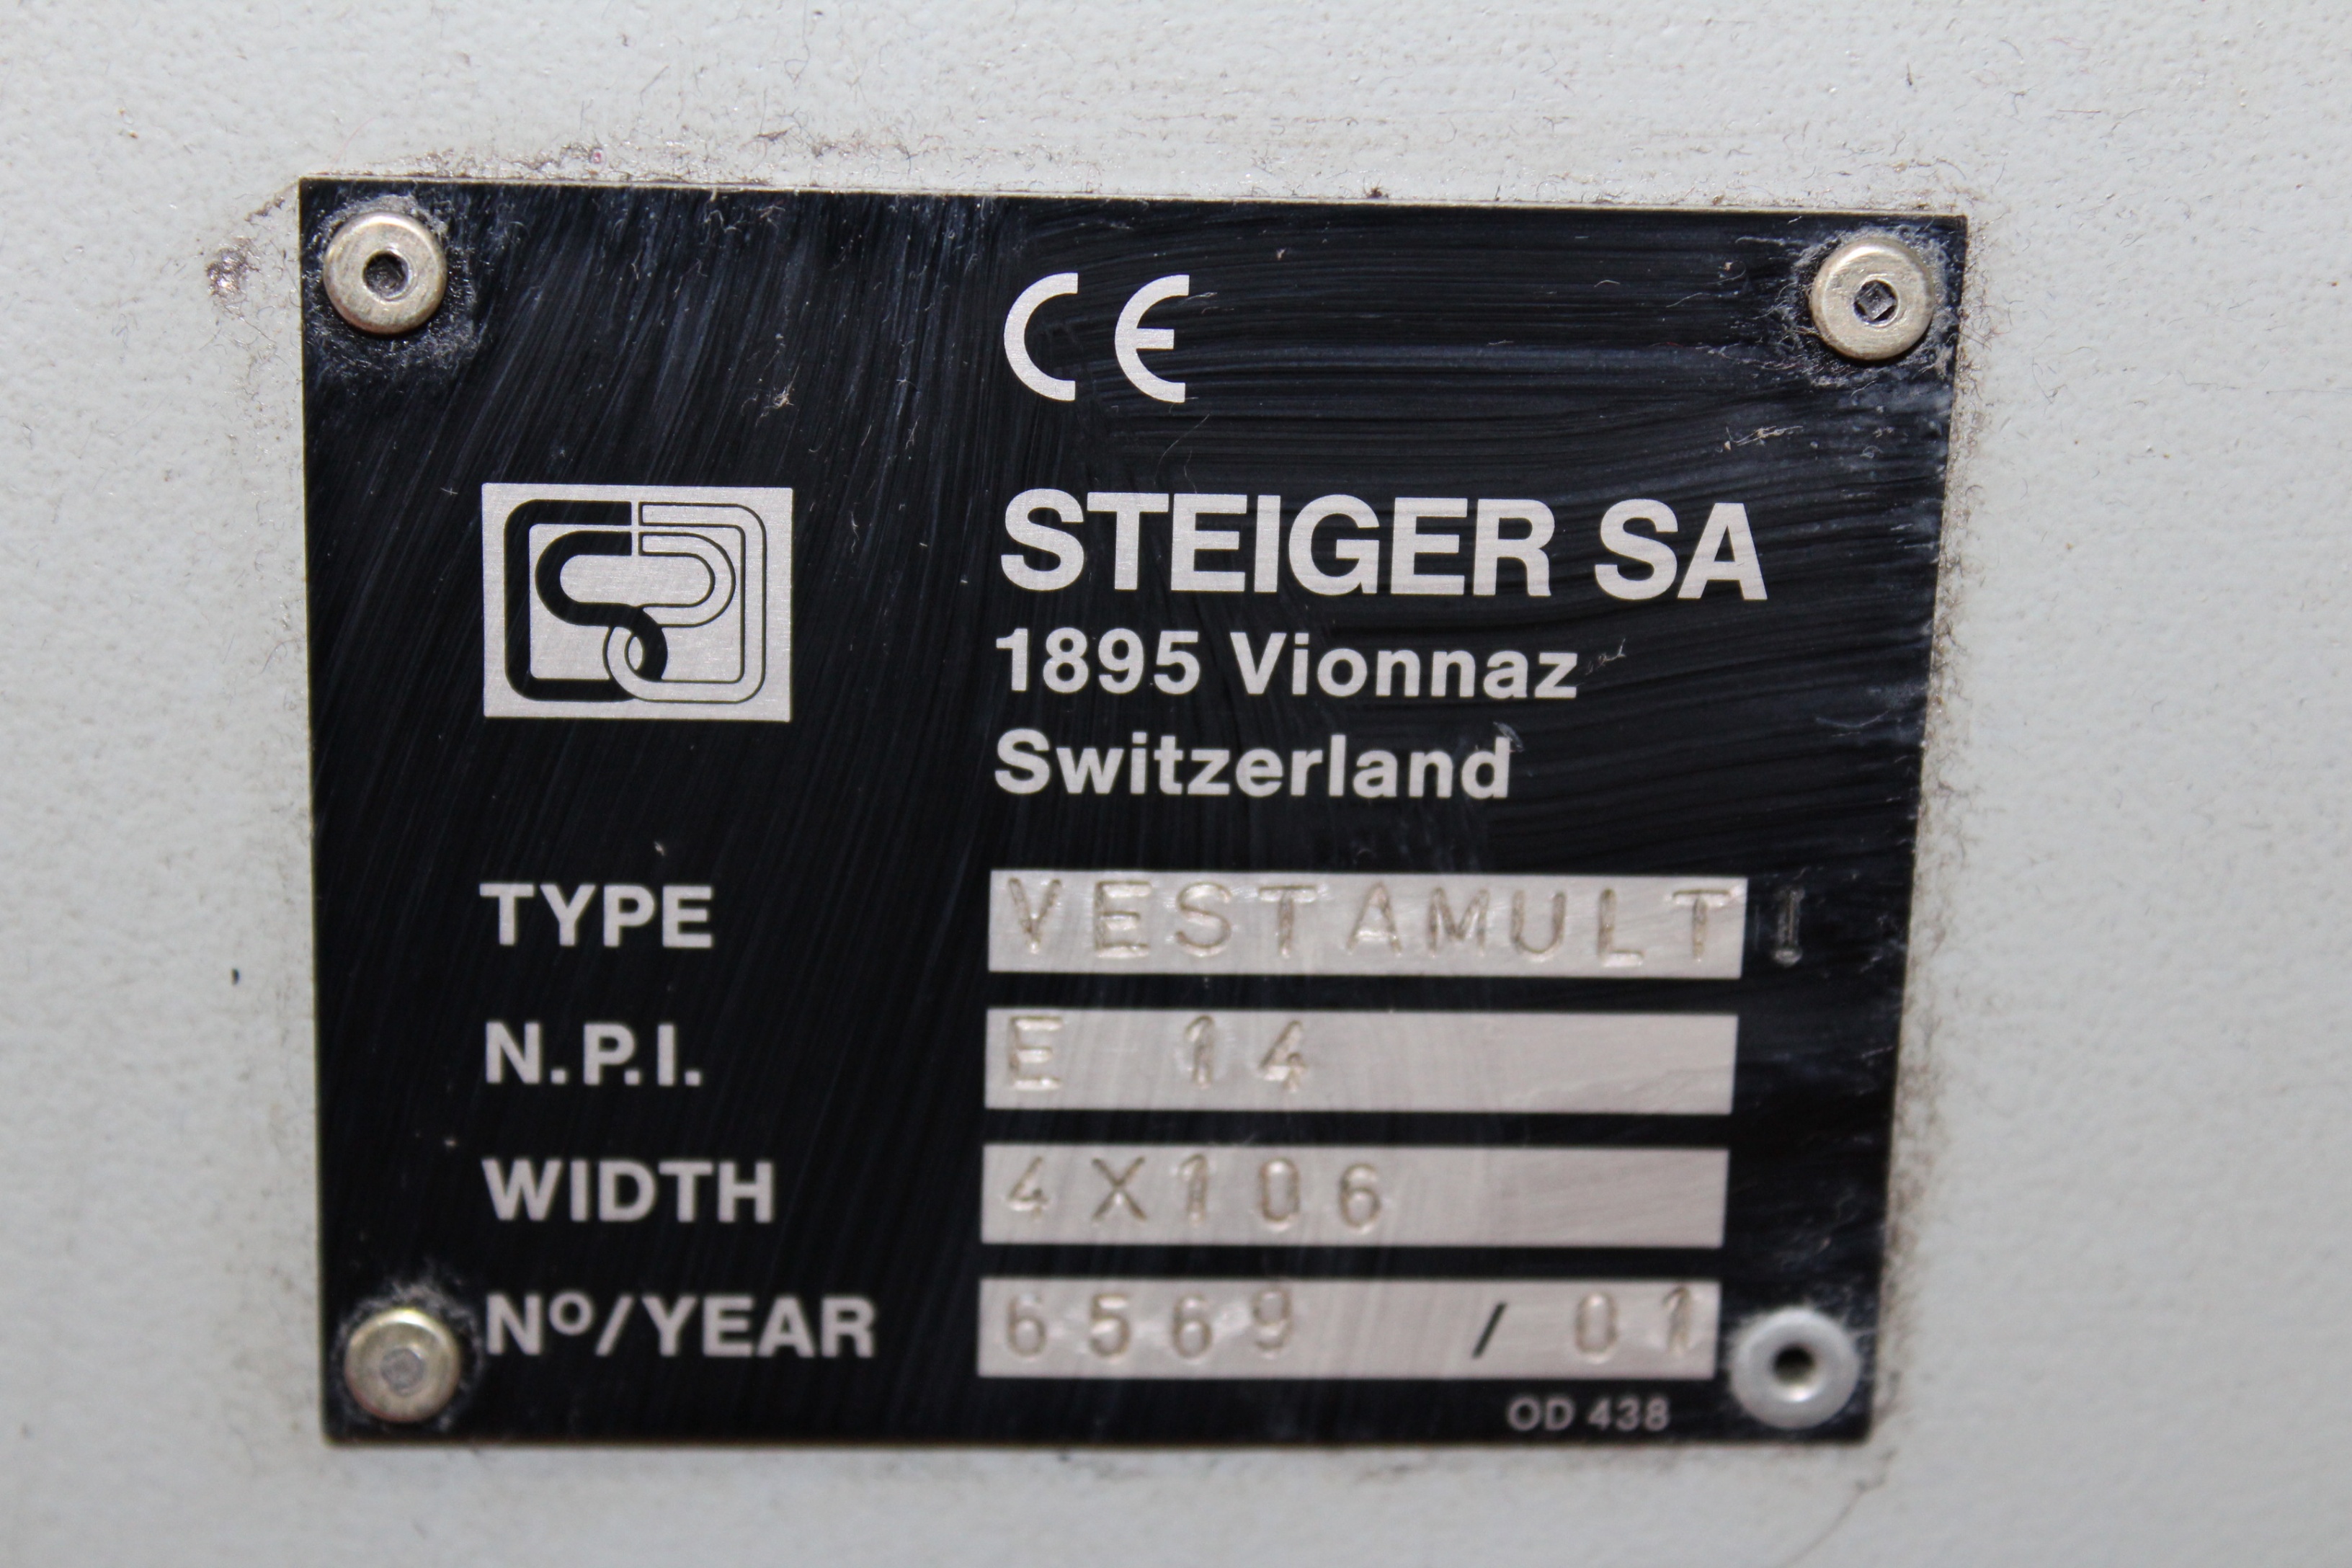 CE
STEIGER SA
1895 Vionnaz
Switzerland
TYPE VESTAMULTI
N.P.I. E 14
WIDTH 4X106
Nº/YEAR 6569 / 01
OD 438